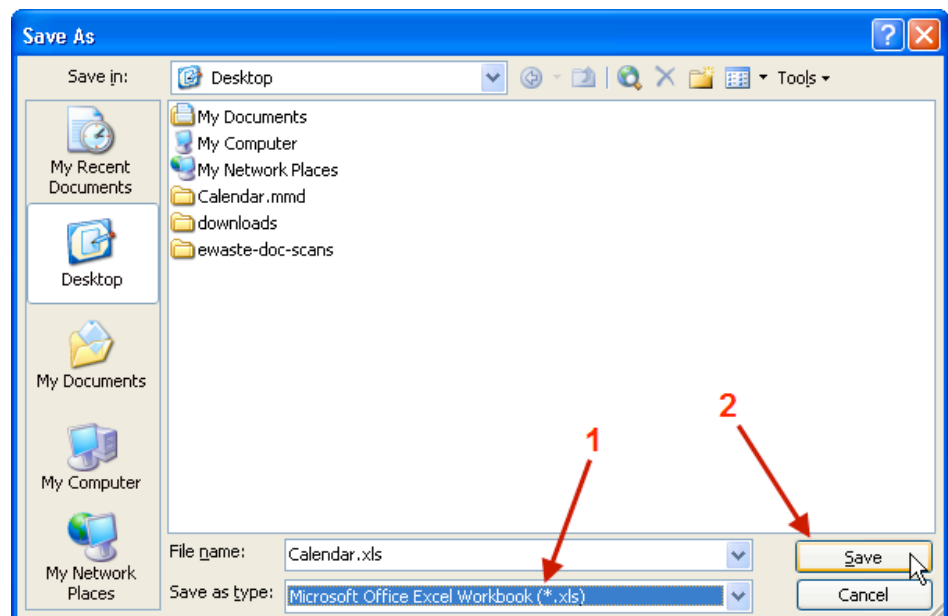 Save As
Save in: Desktop Tools
My Documents
My Computer
My Network Places
Calendar.mmd
downloads
ewaste-doc-scans
My Recent
Documents
Desktop
My Documents
My Computer
My Network
Places
1
2
File name: Calendar.xls Save
Save as type: Microsoft Office Excel Workbook (*.xls) Cancel